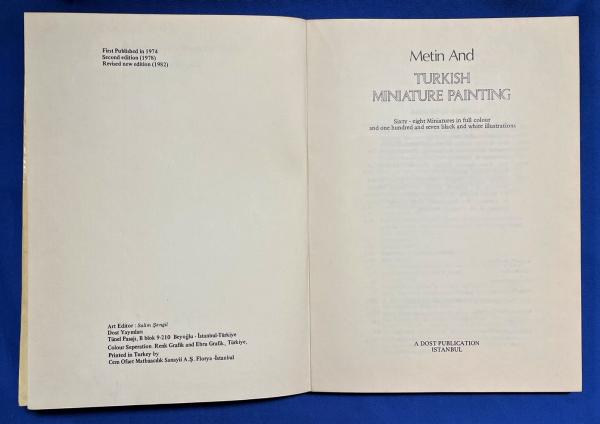 First Published in 1974
Second edition (1978)
Revised new edition (1982)
Art Editor : Salim Şengil
Dost Yayınları
Tünel Pasajı, B blok 9-210 Beyoğlu - İstanbul-Türkiye
Colour Seperation. Renk Grafik and Ebru Grafik., Türkiye,
Printed in Turkey by
Cem Ofset Matbaacılık Sanayii A.Ş. Florya -İstanbul
Metin And
TURKISH
MINIATURE PAINTING
Sixty - eight Miniatures in full colour
and one hundred and seven black and white illustrations
A DOST PUBLICATION
ISTANBUL